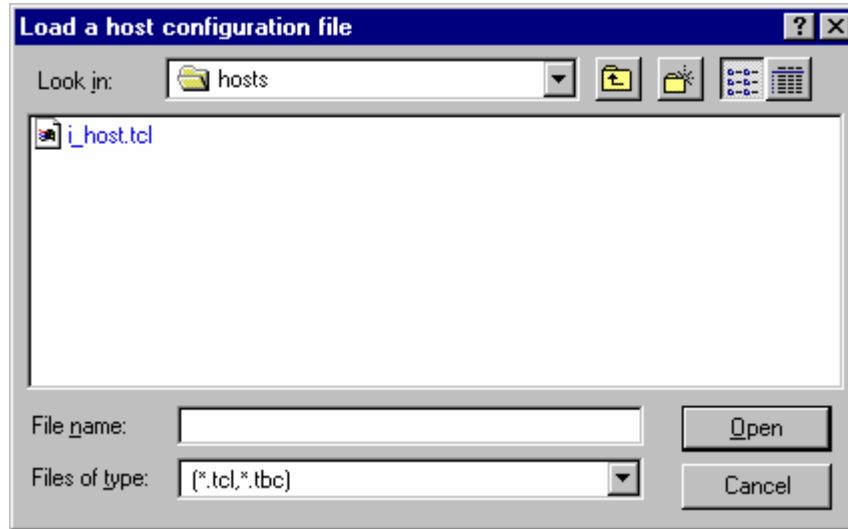 Load a host configuration file
Look in: hosts
i_host.tcl
File name:
Open
Files of type: (*.tcl,*.tbc)
Cancel